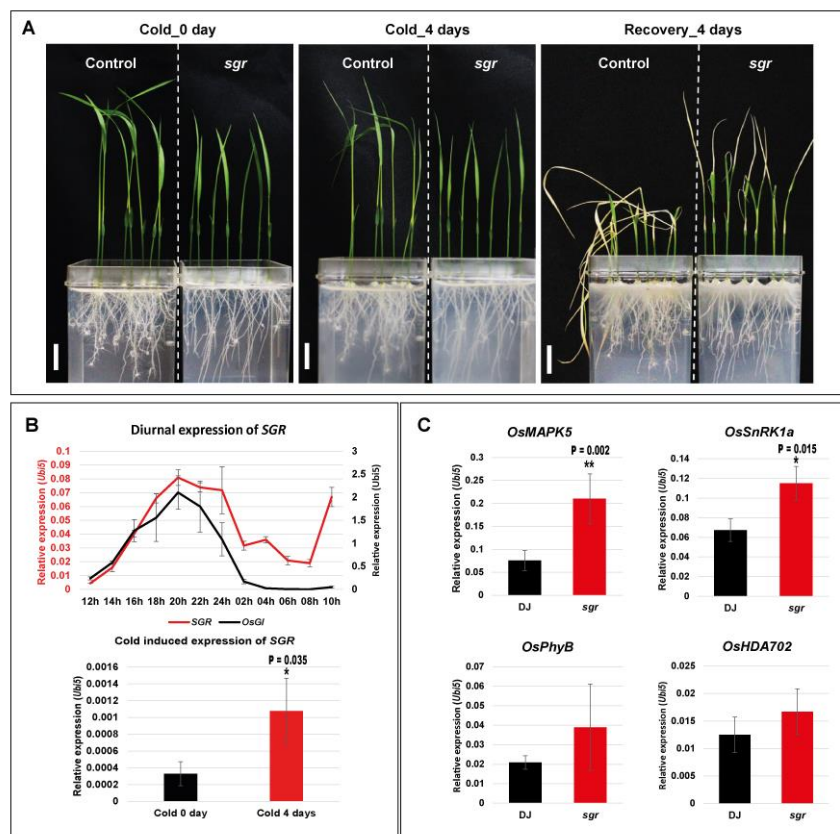 A
Cold_0 day
Cold_4 days
Recovery_4 days
Control
sgr
Control
sgr
Control
sgr
B
Diurnal expression of SGR
Relative expression (Ubi5)
0.1
0.09
0.08
0.07
0.06
0.05
0.04
0.03
0.02
0.01
0
3
2.5
2
1.5
1
0.5
0
Relative expression (Ubi5)
12h 14h 16h 18h 20h 22h 24h 02h 04h 06h 08h 10h
SGR OsGI
Cold induced expression of SGR
P = 0.035
*
Relative expression (Ubi5)
0.0016
0.0014
0.0012
0.001
0.0008
0.0006
0.0004
0.0002
0
Cold 0 day Cold 4 days
C
OsMAPK5
P = 0.002
**
Relative expression (Ubi5)
0.3
0.25
0.2
0.15
0.1
0.05
0
DJ sgr
OsSnRK1a
P = 0.015
*
Relative expression (Ubi5)
0.14
0.12
0.1
0.08
0.06
0.04
0.02
0
DJ sgr
OsPhyB
Relative expression (Ubi5)
0.07
0.06
0.05
0.04
0.03
0.02
0.01
0
DJ sgr
OsHDA702
Relative expression (Ubi5)
0.025
0.02
0.015
0.01
0.005
0
DJ sgr